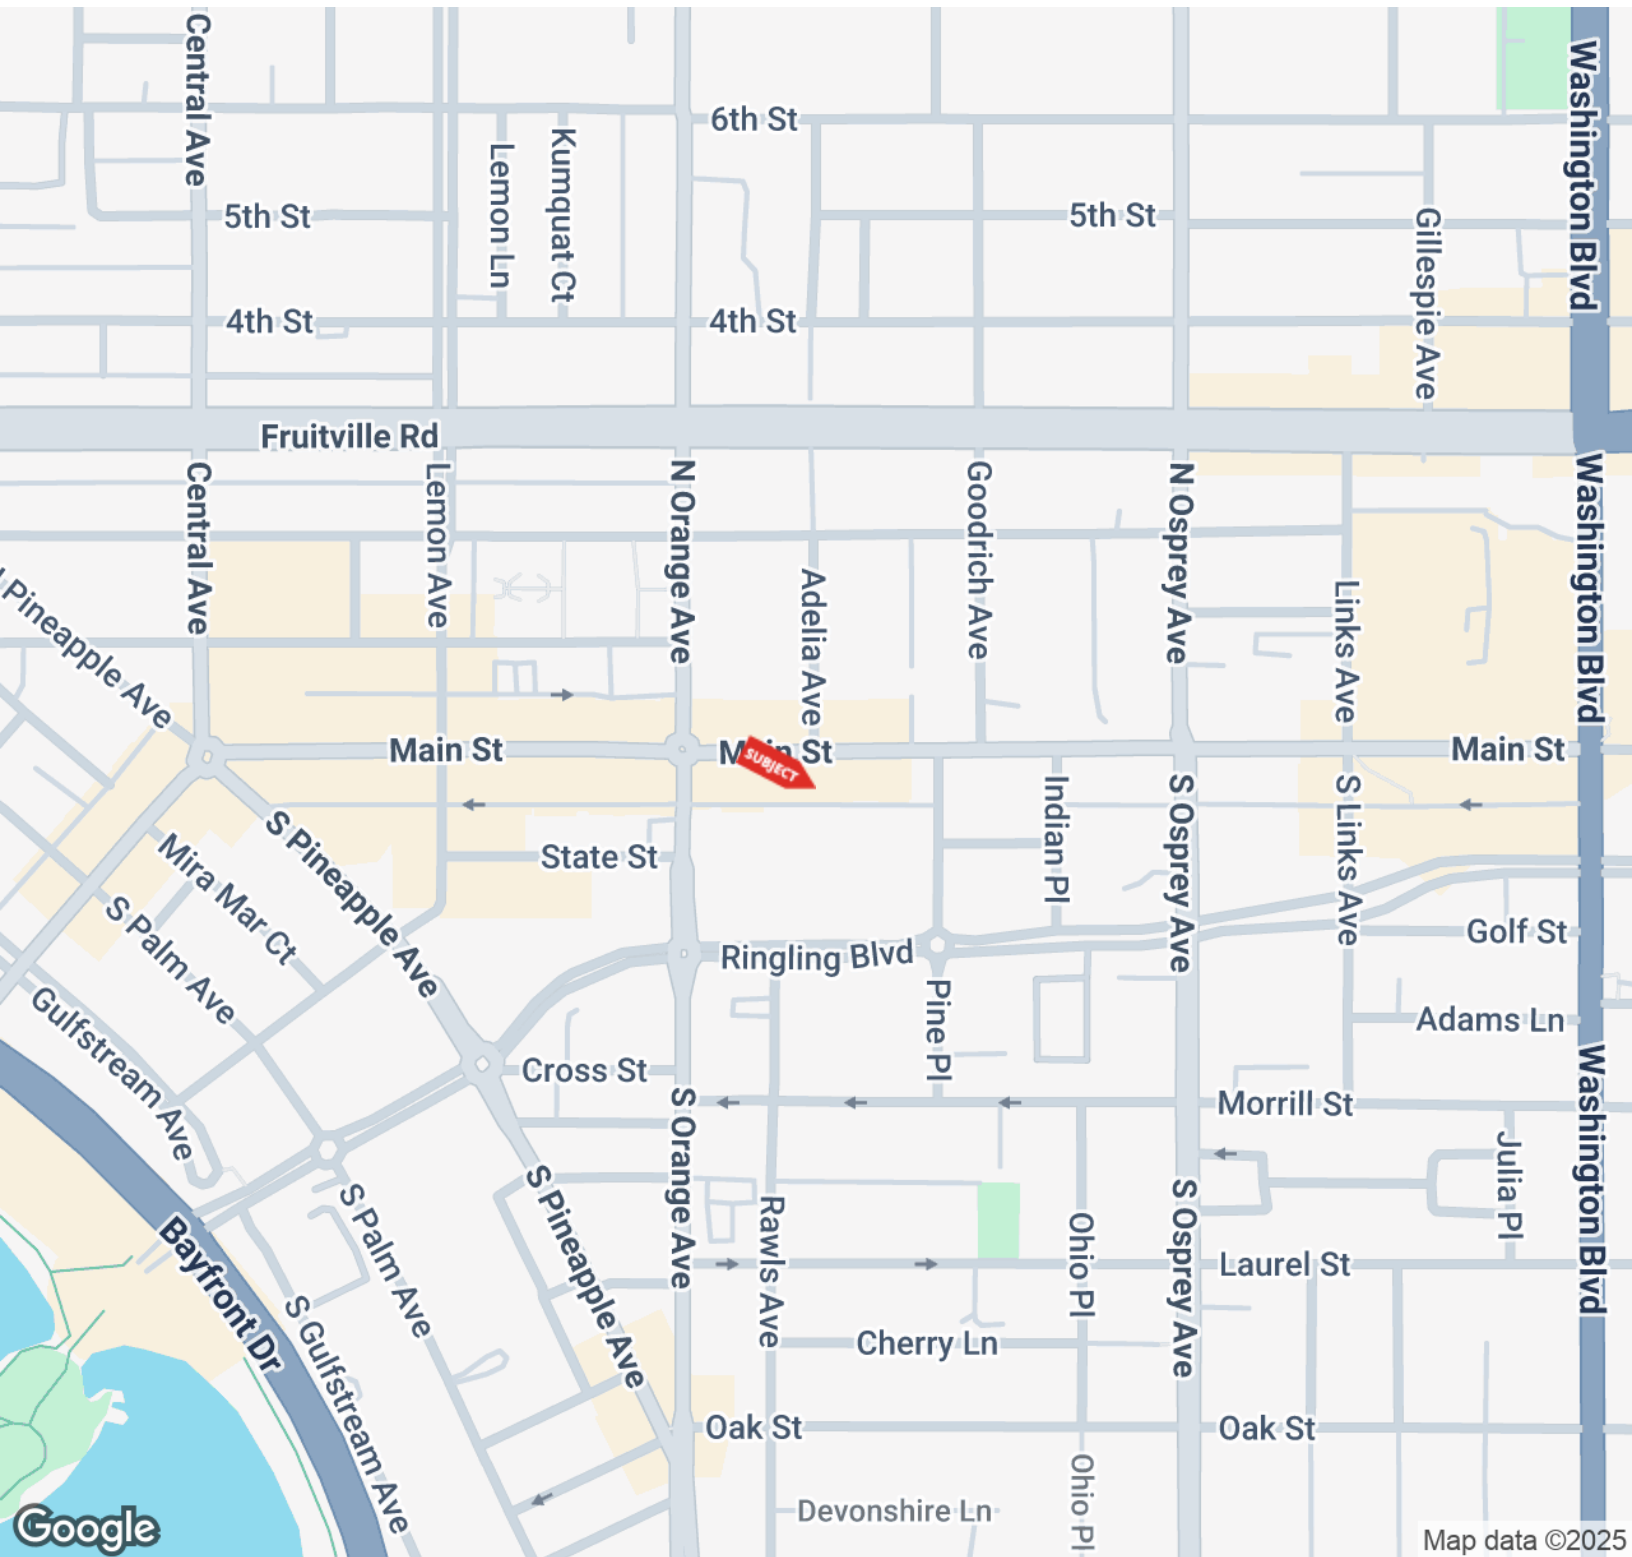 Central Ave
Washington Blvd
6th St
Lemon Ln
Kumquat Ct
5th St
5th St
Gillespie Ave
4th St
4th St
Fruitville Rd
Central Ave
Lemon Ave
N Orange Ave
Goodrich Ave
N Osprey Ave
Washington Blvd
Pineapple Ave
Adelia Ave
Links Ave
Main St
Main St
SUBJECT
Main St
S Pineapple Ave
Mira Mar Ct
State St
Indian Pl
S Osprey Ave
S Links Ave
S Palm Ave
Ringling Blvd
Golf St
Gulfstream Ave
Pine Pl
Adams Ln
Cross St
S Orange Ave
Morrill St
Washington Blvd
Julia Pl
S Pineapple Ave
S Palm Ave
Rawls Ave
Ohio Pl
S Osprey Ave
Bayfront Dr
Laurel St
S Gulfstream Ave
Cherry Ln
Oak St
Oak St
Ohio Pl
Devonshire Ln
Google
Map data ©2025